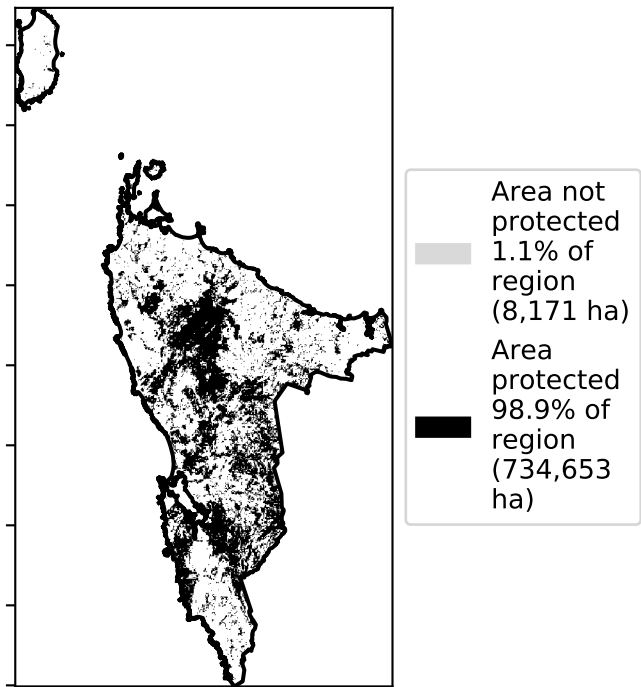 Area not
protected
1.1% of
region
(8,171 ha)
Area
protected
98.9% of
region
(734,653
ha)